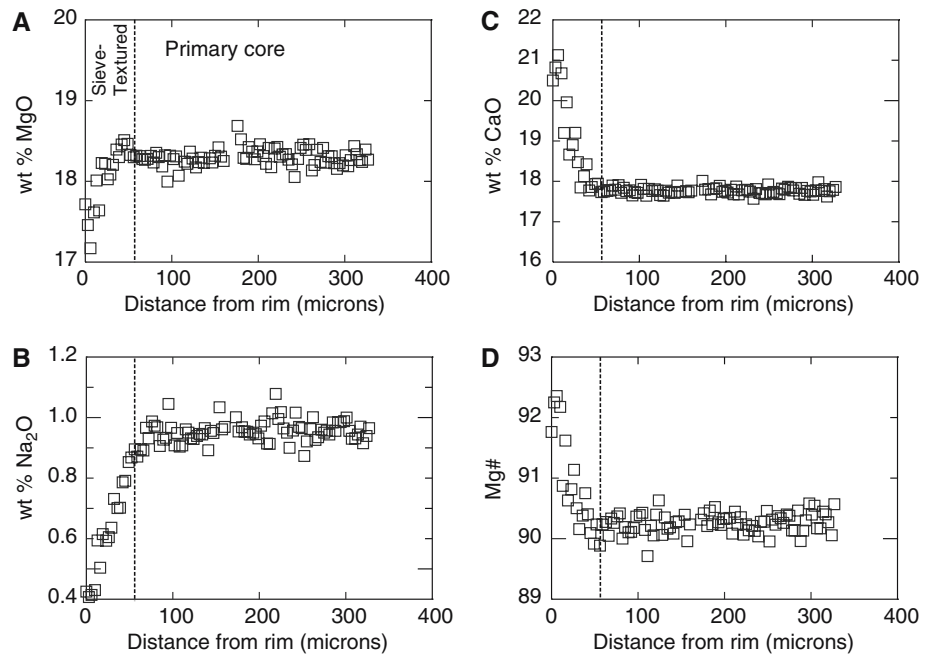 A
20
19
18
17
wt % MgO
Sieve-
Textured
Primary core
0 100 200 300 400
Distance from rim (microns)
C
22
21
20
19
18
17
16
wt % CaO
0 100 200 300 400
Distance from rim (microns)
B
1.2
1.0
0.8
0.6
0.4
wt % Na₂O
0 100 200 300 400
Distance from rim (microns)
D
93
92
91
90
89
Mg#
0 100 200 300 400
Distance from rim (microns)